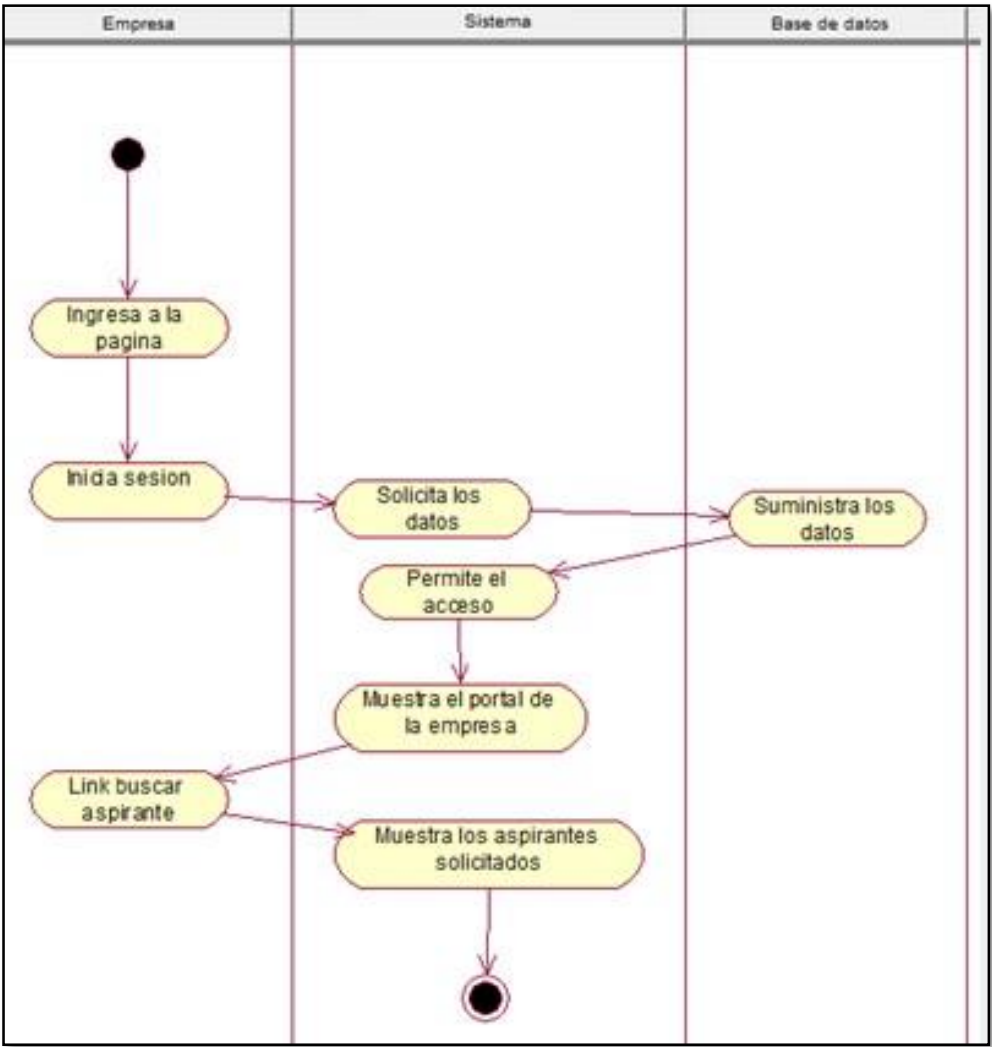 Empresa
Sistema
Base de datos
Ingresa a la
pagina
Inicia sesion
Solicita los
datos
Suministra los
datos
Permite el
acceso
Muestra el portal de
la empresa
Link buscar
aspirante
Muestra los aspirantes
solicitados